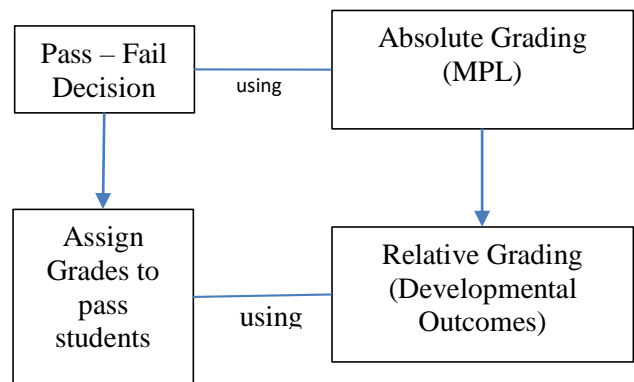 Pass – Fail
Decision
using
Absolute Grading
(MPL)
Assign
Grades to
pass
students
using
Relative Grading
(Developmental
Outcomes)